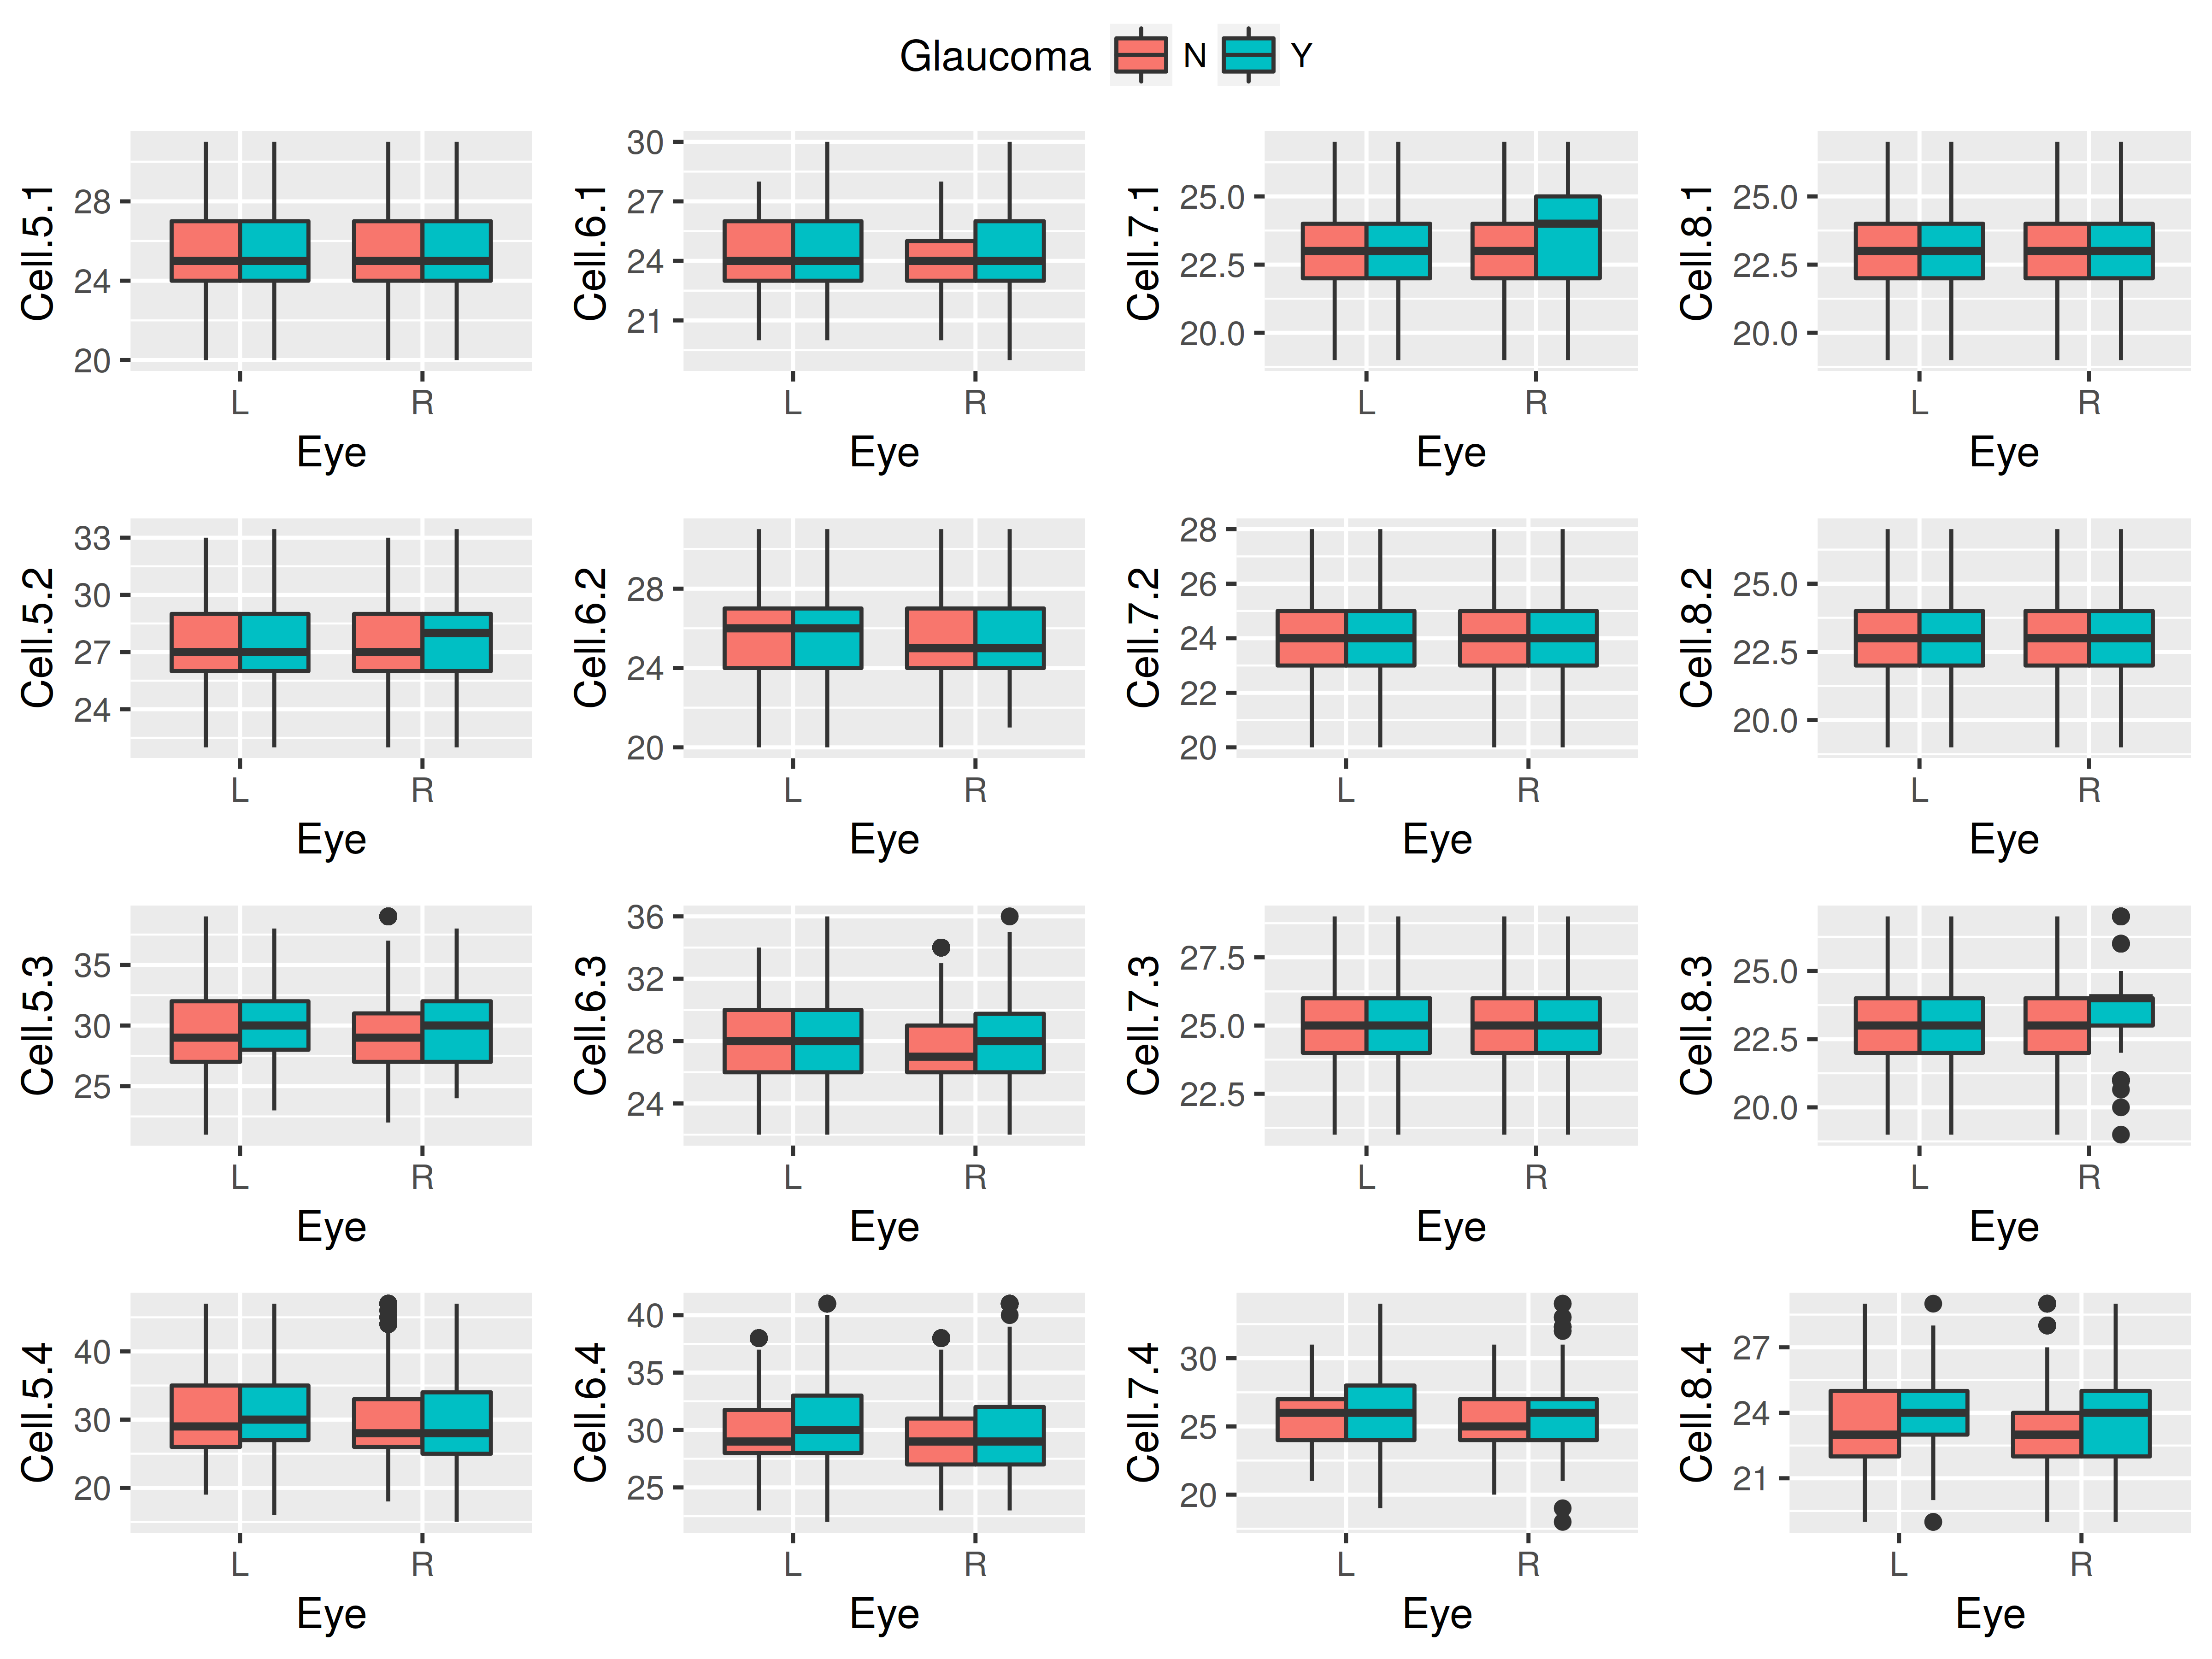 Glaucoma N Y
Cell.5.1
28
24
20
L R
Eye
Cell.6.1
30
27
24
21
L R
Eye
Cell.7.1
25.0
22.5
20.0
L R
Eye
Cell.8.1
25.0
22.5
20.0
L R
Eye
Cell.5.2
33
30
27
24
L R
Eye
Cell.6.2
28
24
20
L R
Eye
Cell.7.2
28
26
24
22
20
L R
Eye
Cell.8.2
25.0
22.5
20.0
L R
Eye
Cell.5.3
35
30
25
L R
Eye
Cell.6.3
36
32
28
24
L R
Eye
Cell.7.3
27.5
25.0
22.5
L R
Eye
Cell.8.3
25.0
22.5
20.0
L R
Eye
Cell.5.4
40
30
20
L R
Eye
Cell.6.4
40
35
30
25
L R
Eye
Cell.7.4
30
25
20
L R
Eye
Cell.8.4
27
24
21
L R
Eye